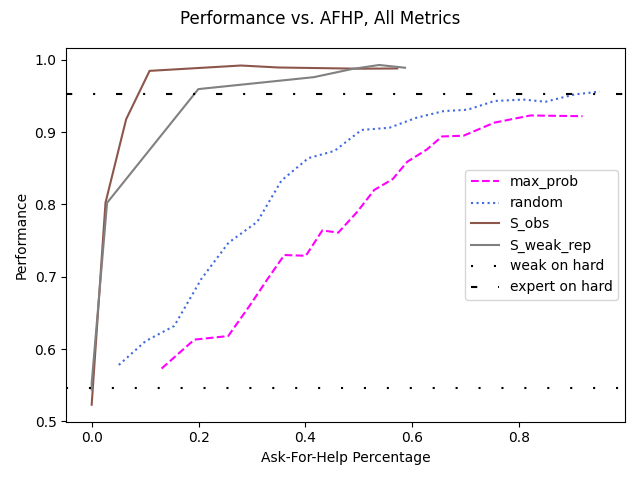 Performance vs. AFHP, All Metrics
1.0
0.9
0.8
0.7
0.6
0.5
Performance
max_prob
random
S_obs
S_weak_rep
weak on hard
expert on hard
0.0 0.2 0.4 0.6 0.8
Ask-For-Help Percentage